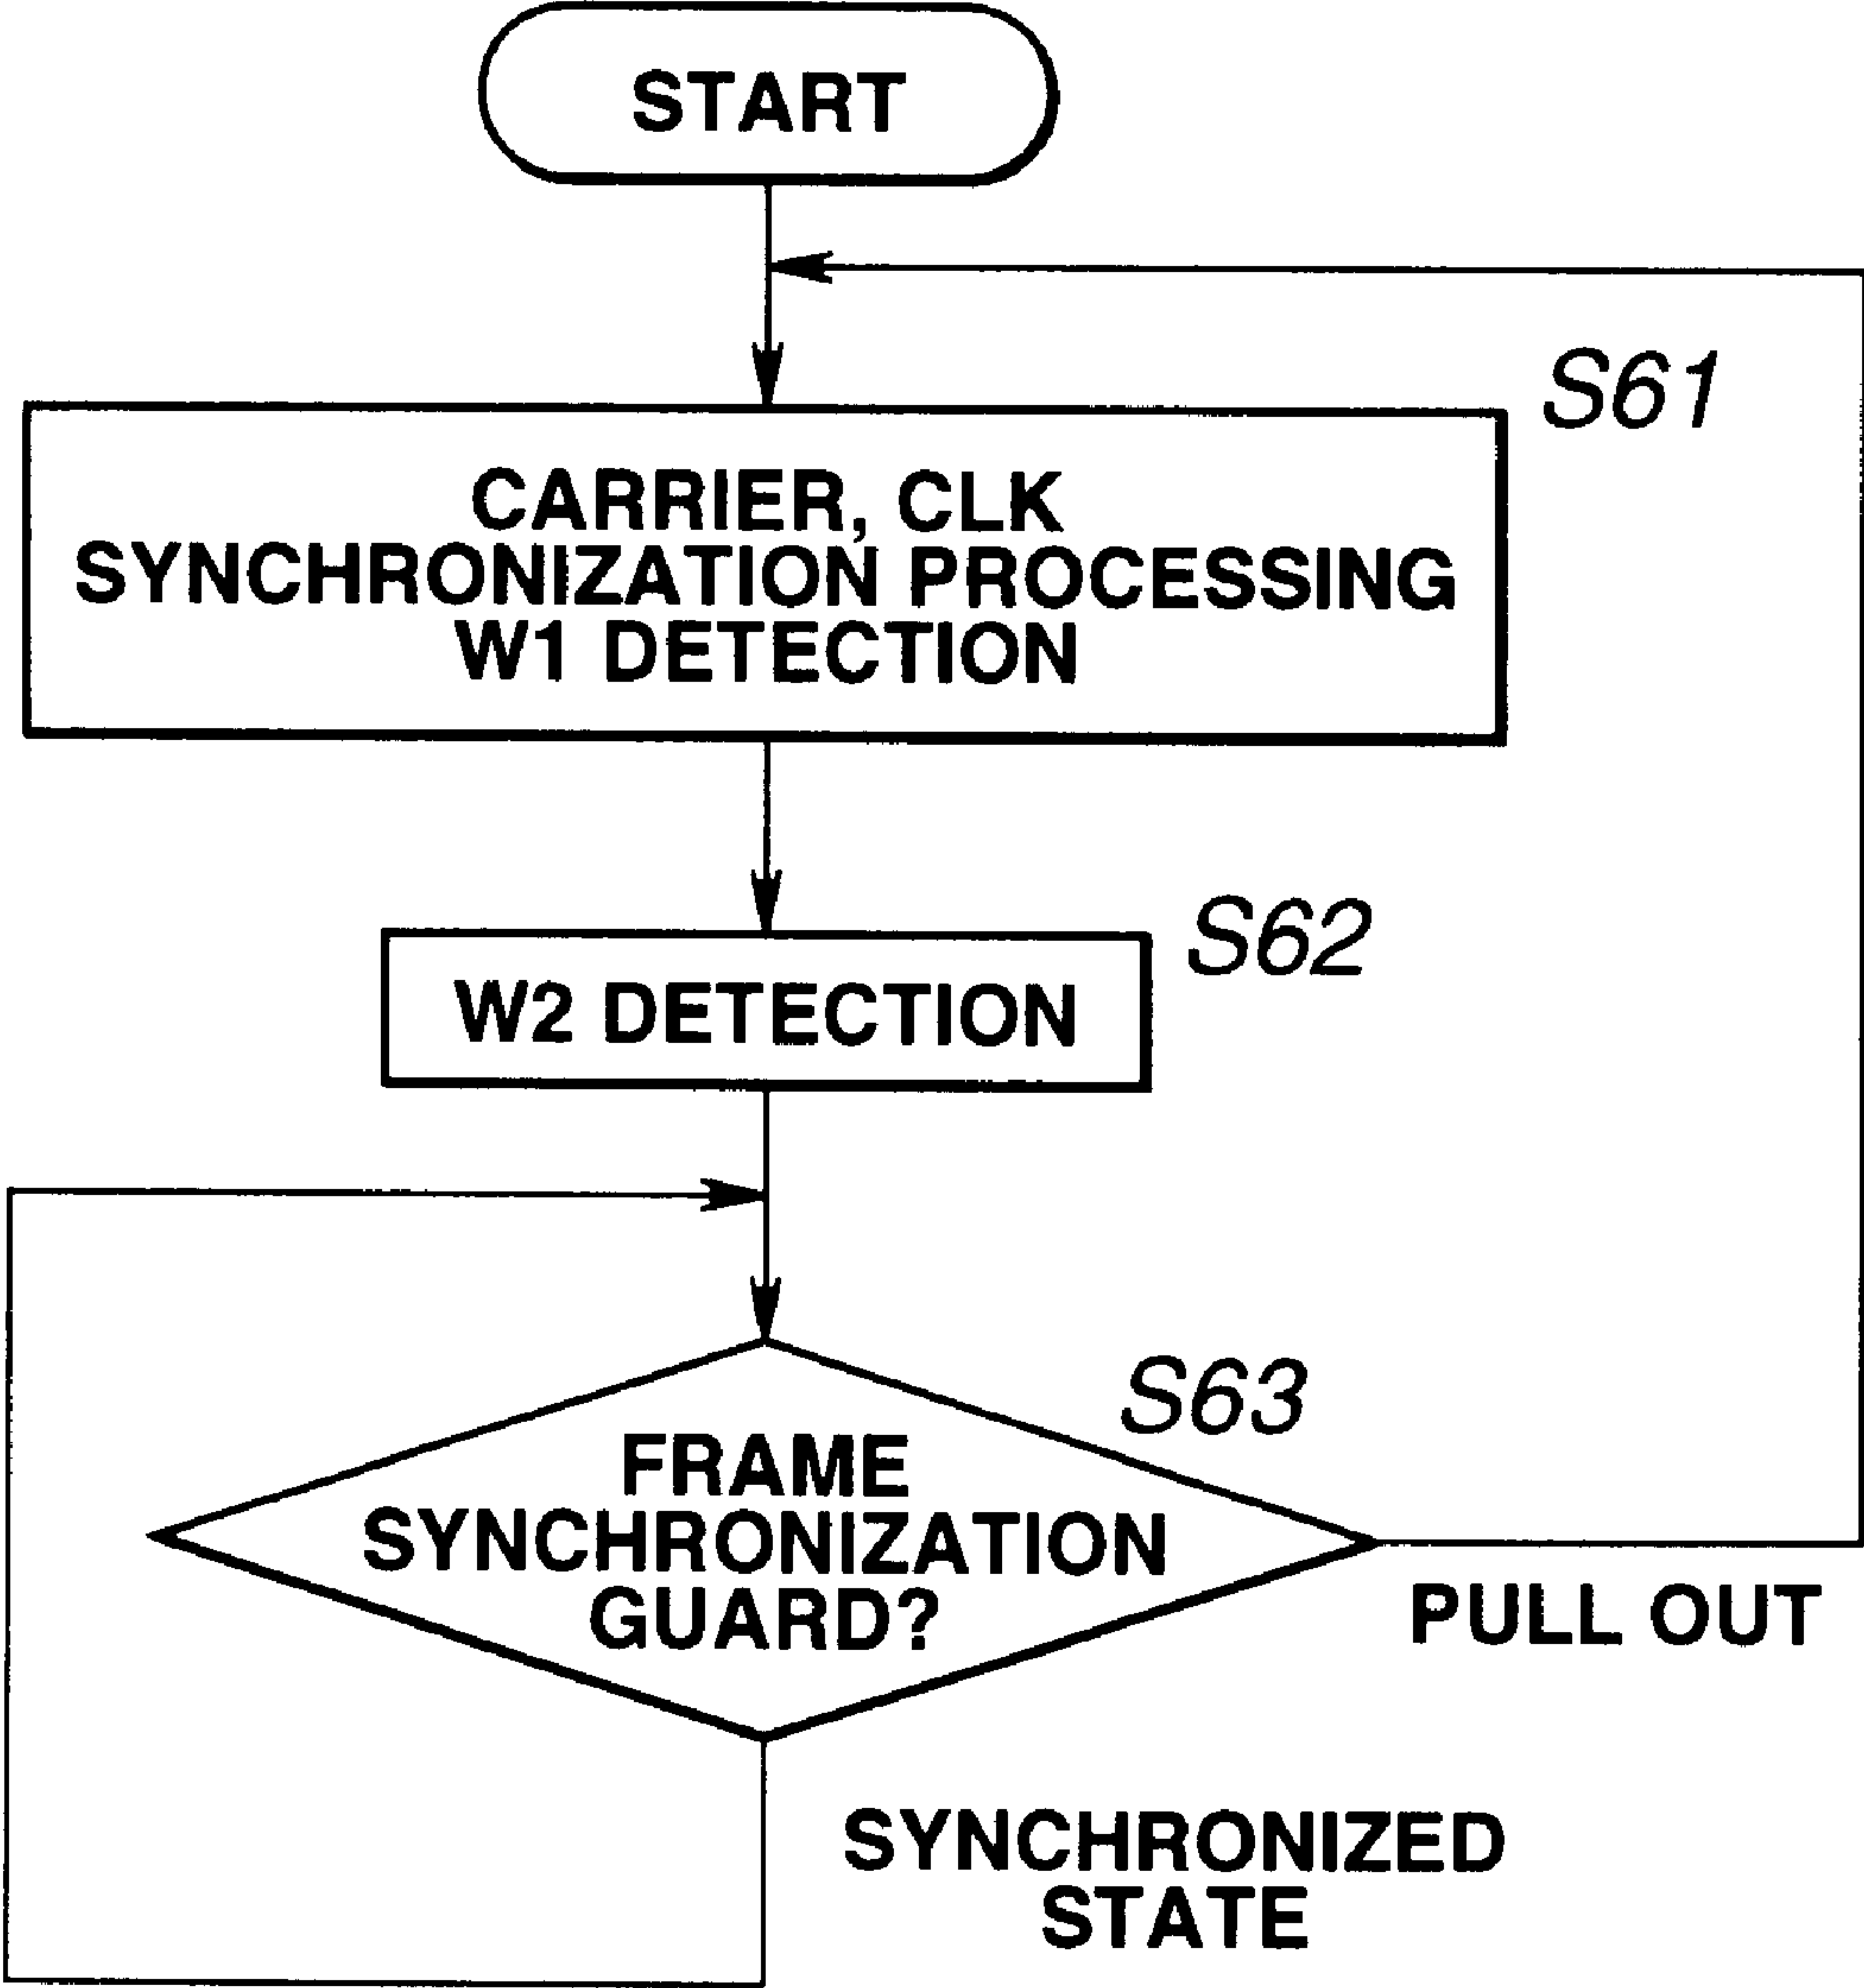 START
S61
CARRIER, CLK
SYNCHRONIZATION PROCESSING
W1 DETECTION
S62
W2 DETECTION
S63
FRAME
SYNCHRONIZATION
GUARD?
PULL OUT
SYNCHRONIZED
STATE